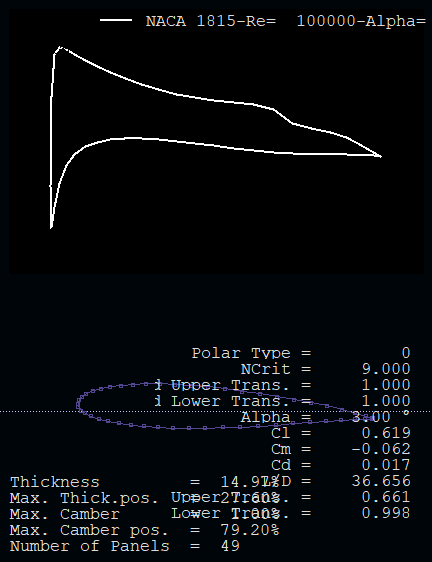 NACA 1815-Re= 100000-Alpha=
Polar Type = 0
NCrit = 9.000
Upper Trans. = 1.000
Lower Trans. = 1.000
Alpha = 3.00 °
Cl = 0.619
Cm = -0.062
Cd = 0.017
Thickness = 14.97% L/D = 36.656
Max. Thick.pos. = 27.60% Upper Trans. = 0.661
Max. Camber = Lower Trans. = 0.998
Max. Camber pos. = 79.20%
Number of Panels = 49